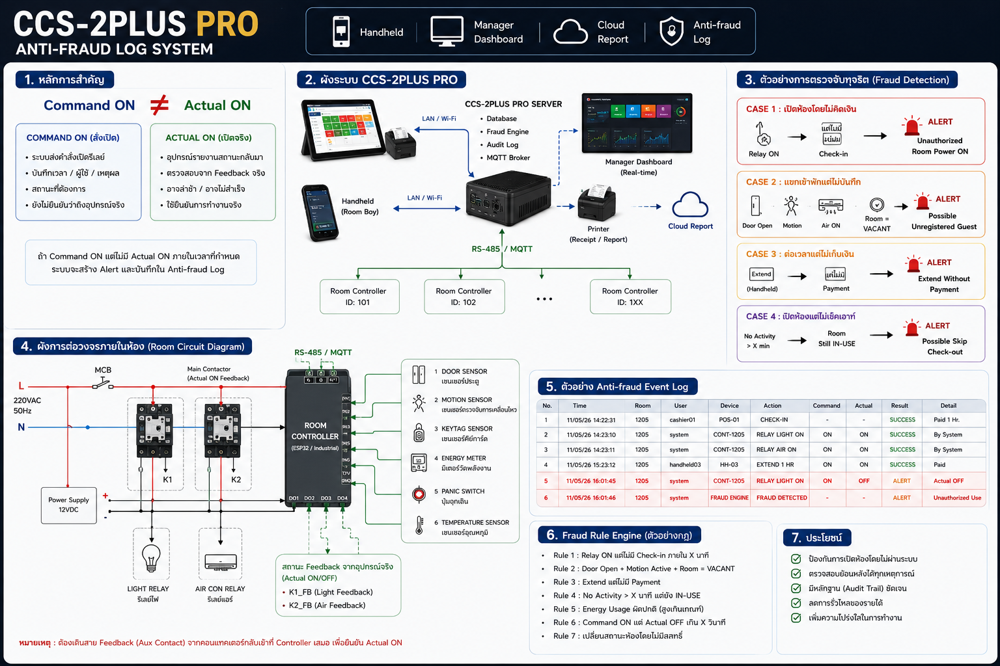 CCS-2PLUS PRO
ANTI-FRAUD LOG SYSTEM
Handheld
Manager
Dashboard
Cloud
Report
Anti-fraud
Log
1. หลักการสำคัญ
Command ON ≠ Actual ON
COMMAND ON (สั่งเปิด)
• ระบบส่งคำสั่งเปิดรีเลย์
• บันทึกเวลา / ผู้ใช้ / เหตุผล
• สถานะที่ต้องการ
• ยังไม่ยืนยันว่าถึงอุปกรณ์จริง
ACTUAL ON (เปิดจริง)
• อุปกรณ์รายงานสถานะกลับมา
• ตรวจสอบจาก Feedback จริง
• อาจล่าช้า / อาจไม่สำเร็จ
• ใช้ยืนยันการทำงานจริง
ถ้า Command ON แต่ไม่มี Actual ON ภายในเวลาที่กำหนด
ระบบจะสร้าง Alert และบันทึกใน Anti-fraud Log
2. ผังระบบ CCS-2PLUS PRO
LAN / Wi-Fi
CCS-2PLUS PRO SERVER
• Database
• Fraud Engine
• Audit Log
• MQTT Broker
Manager Dashboard
(Real-time)
Handheld
(Room Boy)
LAN / Wi-Fi
Printer
(Receipt / Report)
Cloud Report
RS-485 / MQTT
Room Controller
ID: 101
Room Controller
ID: 102
...
Room Controller
ID: 1XX
3. ตัวอย่างการตรวจจับทุจริต (Fraud Detection)
CASE 1 : เปิดห้องโดยไม่คิดเงิน
Relay ON
แต่ไม่มี
Check-in
ALERT
Unauthorized
Room Power ON
CASE 2 : แขกเข้าพักแต่ไม่บันทึก
Door Open
Motion
Air ON
Room =
VACANT
ALERT
Possible
Unregistered Guest
CASE 3 : ต่อเวลาแต่ไม่เก็บเงิน
Extend
(Handheld)
แต่ไม่มี
Payment
ALERT
Extend Without
Payment
CASE 4 : เปิดห้องแต่ไม่เช็คเอาท์
No Activity
> X min
Room
Still IN-USE
ALERT
Possible Skip
Check-out
4. ผังการต่อวงจรภายในห้อง (Room Circuit Diagram)
L
220VAC
50Hz
N
MCB
Main Contactor
(Actual ON Feedback)
K1
K2
Power Supply
12VDC
+
-
RS-485 / MQTT
ROOM
CONTROLLER
(ESP32 / Industrial)
DO1 DO2 DO3 DO4
LIGHT RELAY
รีเลย์ไฟ
AIR CON RELAY
รีเลย์แอร์
1 DOOR SENSOR
เซนเซอร์ประตู
2 MOTION SENSOR
เซนเซอร์ตรวจจับการเคลื่อนไหว
3 KEYTAG SENSOR
เซนเซอร์คีย์การ์ด
4 ENERGY METER
มิเตอร์วัดพลังงาน
5 PANIC SWITCH
ปุ่มฉุกเฉิน
6 TEMPERATURE SENSOR
เซนเซอร์อุณหภูมิ
สถานะ Feedback จากอุปกรณ์จริง
(Actual ON/OFF)
• K1_FB (Light Feedback)
• K2_FB (Air Feedback)
หมายเหตุ : ต้องเดินสาย Feedback (Aux Contact) จากคอนแทคเตอร์กลับเข้าที่ Controller เสมอ เพื่อยืนยัน Actual ON
5. ตัวอย่าง Anti-fraud Event Log
No. Time Room User Device Action Command Actual Result Detail
1 11/05/26 14:22:31 1205 cashier01 POS-01 CHECK-IN - - SUCCESS Paid 1 Hr.
2 11/05/26 14:23:10 1205 system CONT-1205 RELAY LIGHT ON ON ON SUCCESS By System
3 11/05/26 14:23:11 1205 system CONT-1205 RELAY AIR ON ON ON SUCCESS By System
4 11/05/26 15:23:12 1205 handheld03 HH-03 EXTEND 1 HR ON ON SUCCESS Paid
5 11/05/26 16:01:45 1205 system CONT-1205 RELAY LIGHT ON ON OFF ALERT Actual OFF
6 11/05/26 16:01:46 1205 system FRAUD ENGINE FRAUD DETECTED - - ALERT Unauthorized Use
6. Fraud Rule Engine (ตัวอย่างกฎ)
• Rule 1 : Relay ON แต่ไม่มี Check-in ภายใน X นาที
• Rule 2 : Door Open + Motion Active + Room = VACANT
• Rule 3 : Extend แต่ไม่มี Payment
• Rule 4 : No Activity > X นาที แต่ยัง IN-USE
• Rule 5 : Energy Usage ผิดปกติ (สูงเกินเกณฑ์)
• Rule 6 : Command ON แต่ Actual OFF เกิน X วินาที
• Rule 7 : เปลี่ยนสถานะห้องโดยไม่มีสิทธิ์
7. ประโยชน์
ป้องกันการเปิดห้องโดยไม่ผ่านระบบ
ตรวจสอบย้อนหลังได้ทุกเหตุการณ์
มีหลักฐาน (Audit Trail) ชัดเจน
ลดการรั่วไหลของรายได้
เพิ่มความโปร่งใสในการทำงาน